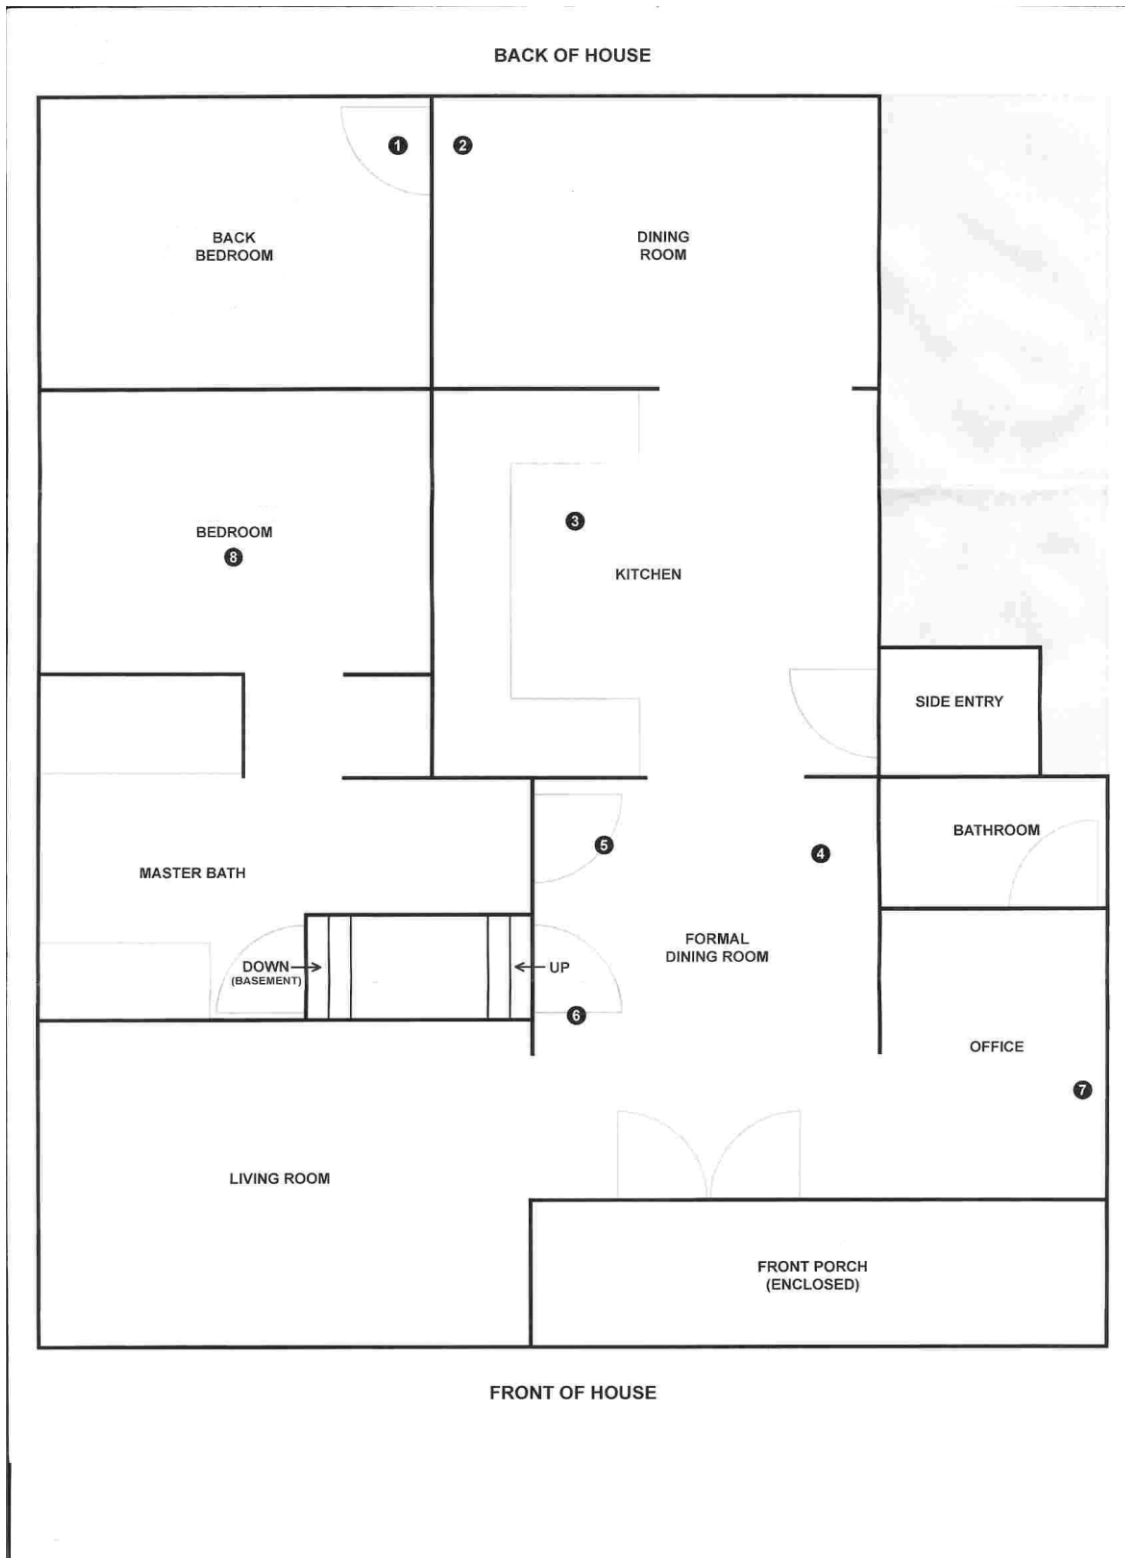 BACK OF HOUSE
1
2
BACK
BEDROOM
DINING
ROOM
3
BEDROOM
8
KITCHEN
SIDE ENTRY
BATHROOM
5
4
MASTER BATH
FORMAL
DINING ROOM
DOWN
(BASEMENT)
UP
6
OFFICE
7
LIVING ROOM
FRONT PORCH
(ENCLOSED)
FRONT OF HOUSE